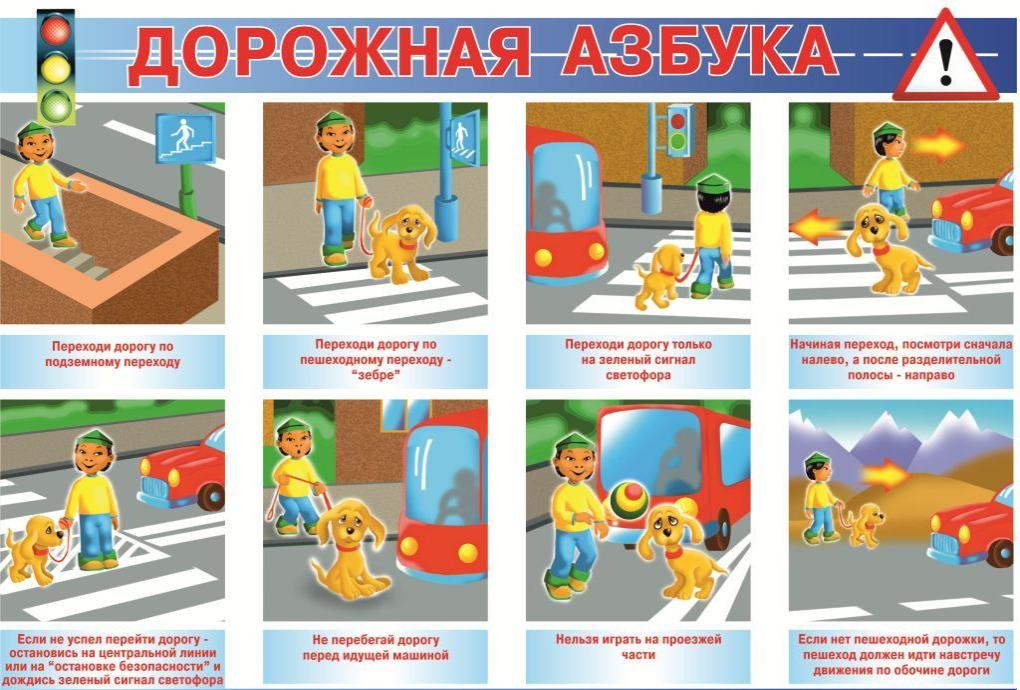 ДОРОЖНАЯ АЗБУКА
!
Переходи дорогу по
подземному переходу
Переходи дорогу по
пешеходному переходу -
"зебре"
Переходи дорогу только
на зеленый сигнал
светофора
Начиная переход, посмотри сначала
налево, а после разделительной
полосы - направо
Если не успел перейти дорогу -
остановись на центральной линии
или на "остановке безопасности" и
дождись зеленый сигнал светофора
Не перебегай дорогу
перед идущей машиной
Нельзя играть на проезжей
части
Если нет пешеходной дорожки, то
пешеход должен идти навстречу
движения по обочине дороги